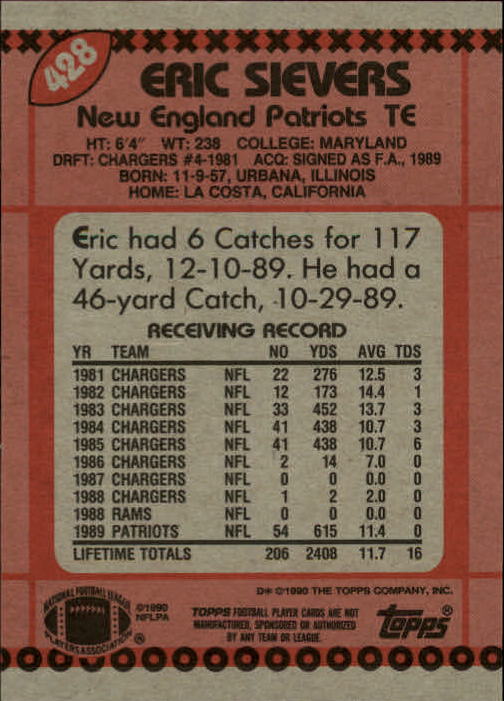 428
ERIC SIEVERS
New England Patriots TE
HT: 6'4" WT: 238 COLLEGE: MARYLAND
DRFT: CHARGERS #4-1981 ACQ: SIGNED AS F.A., 1989
BORN: 11-9-57, URBANA, ILLINOIS
HOME: LA COSTA, CALIFORNIA
Eric had 6 Catches for 117
Yards, 12-10-89. He had a
46-yard Catch, 10-29-89.
RECEIVING RECORD
YR TEAM NO YDS AVG TDS
1981 CHARGERS NFL 22 276 12.5 3
1982 CHARGERS NFL 12 173 14.4 1
1983 CHARGERS NFL 33 452 13.7 3
1984 CHARGERS NFL 41 438 10.7 3
1985 CHARGERS NFL 41 438 10.7 6
1986 CHARGERS NFL 2 14 7.0 0
1987 CHARGERS NFL 0 0 0.0 0
1988 CHARGERS NFL 1 2 2.0 0
1988 RAMS NFL 0 0 0.0 0
1989 PATRIOTS NFL 54 615 11.4 0
LIFETIME TOTALS 206 2408 11.7 16
D* ©1990 THE TOPPS COMPANY, INC.
NATIONAL FOOTBALL LEAGUE
PLAYERS ASSOCIATION ®
©1990
NFLPA
TOPPS FOOTBALL PLAYER CARDS ARE NOT
MANUFACTURED, SPONSORED OR AUTHORIZED
BY ANY TEAM OR LEAGUE.
topps®